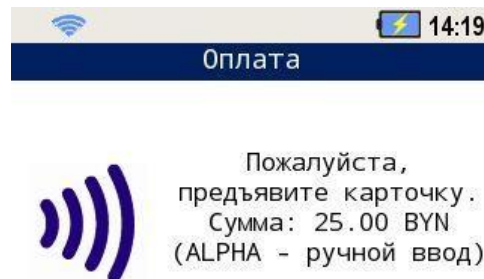 14:19
Оплата
Пожалуйста,
предъявите карточку.
Сумма: 25.00 BYN
(ALPHA - ручной ввод)